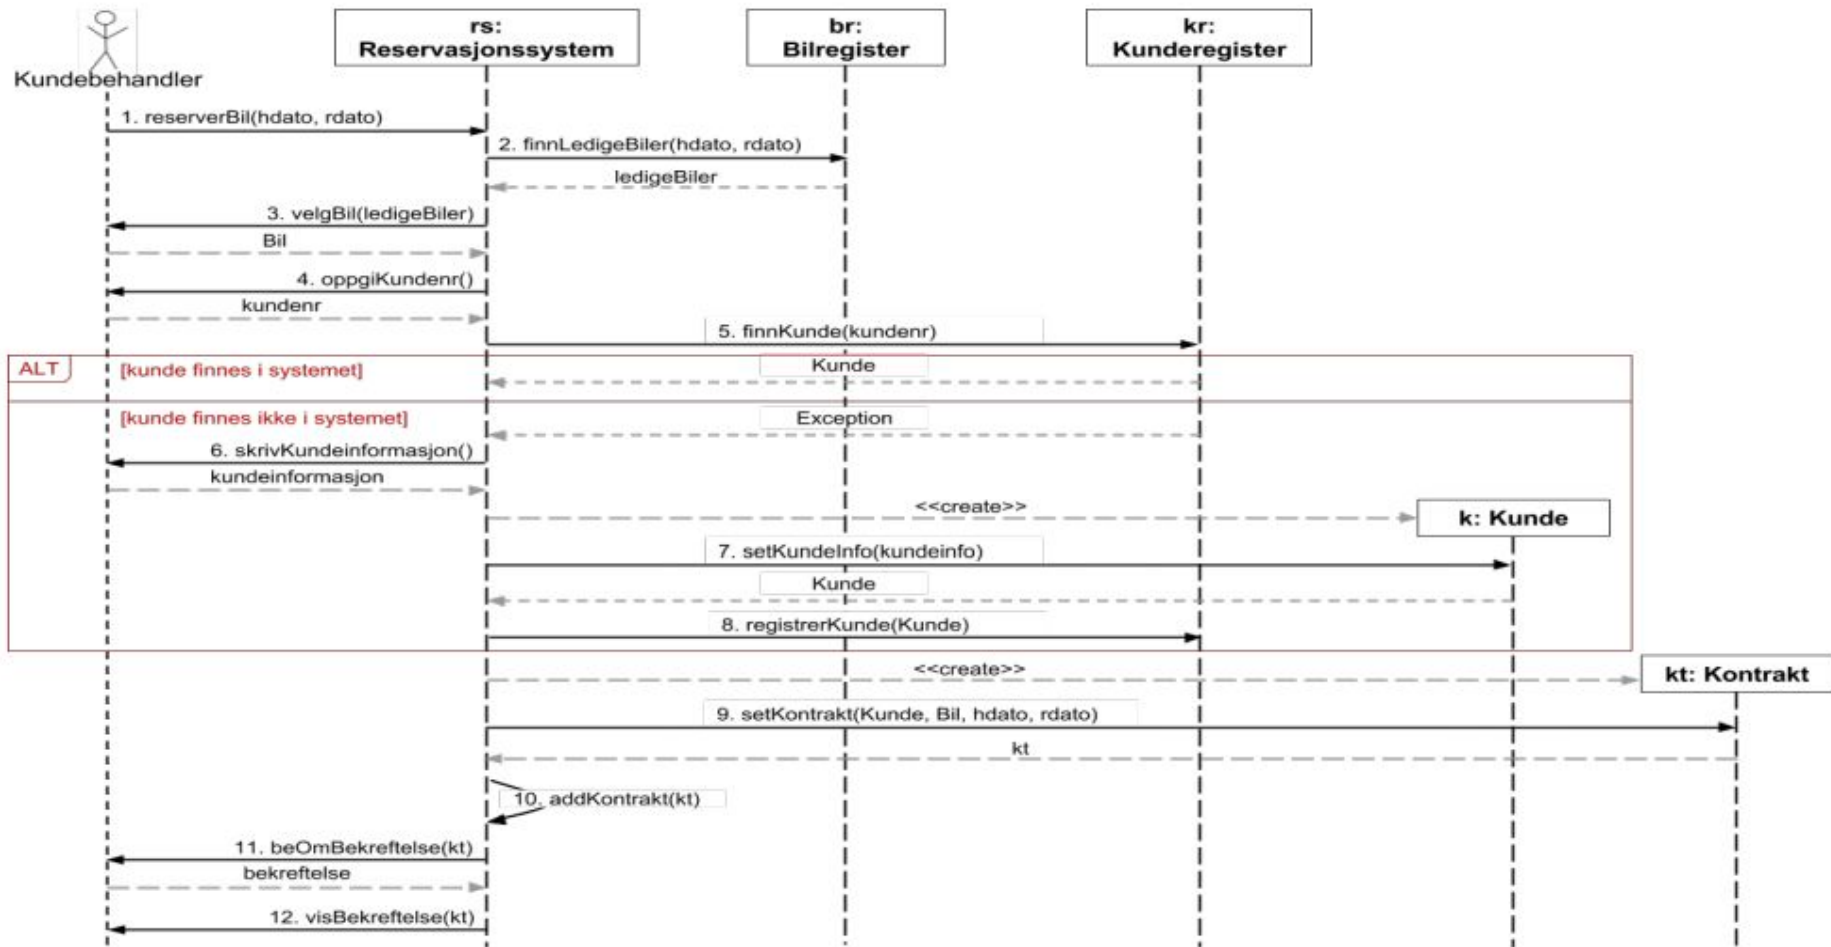 Kundebehandler
rs:
Reservasjonssystem
br:
Bilregister
kr:
Kunderegister
1. reserverBil(hdato, rdato)
2. finnLedigeBiler(hdato, rdato)
ledigeBiler
3. velgBil(ledigeBiler)
Bil
4. oppgiKundenr()
kundenr
5. finnKunde(kundenr)
ALT
[kunde finnes i systemet]
Kunde
[kunde finnes ikke i systemet]
Exception
6. skrivKundeinformasjon()
kundeinformasjon
<<create>>
k: Kunde
7. setKundeInfo(kundeinfo)
Kunde
8. registrerKunde(Kunde)
<<create>>
kt: Kontrakt
9. setKontrakt(Kunde, Bil, hdato, rdato)
kt
10. addKontrakt(kt)
11. beOmBekreftelse(kt)
bekreftelse
12. visBekreftelse(kt)